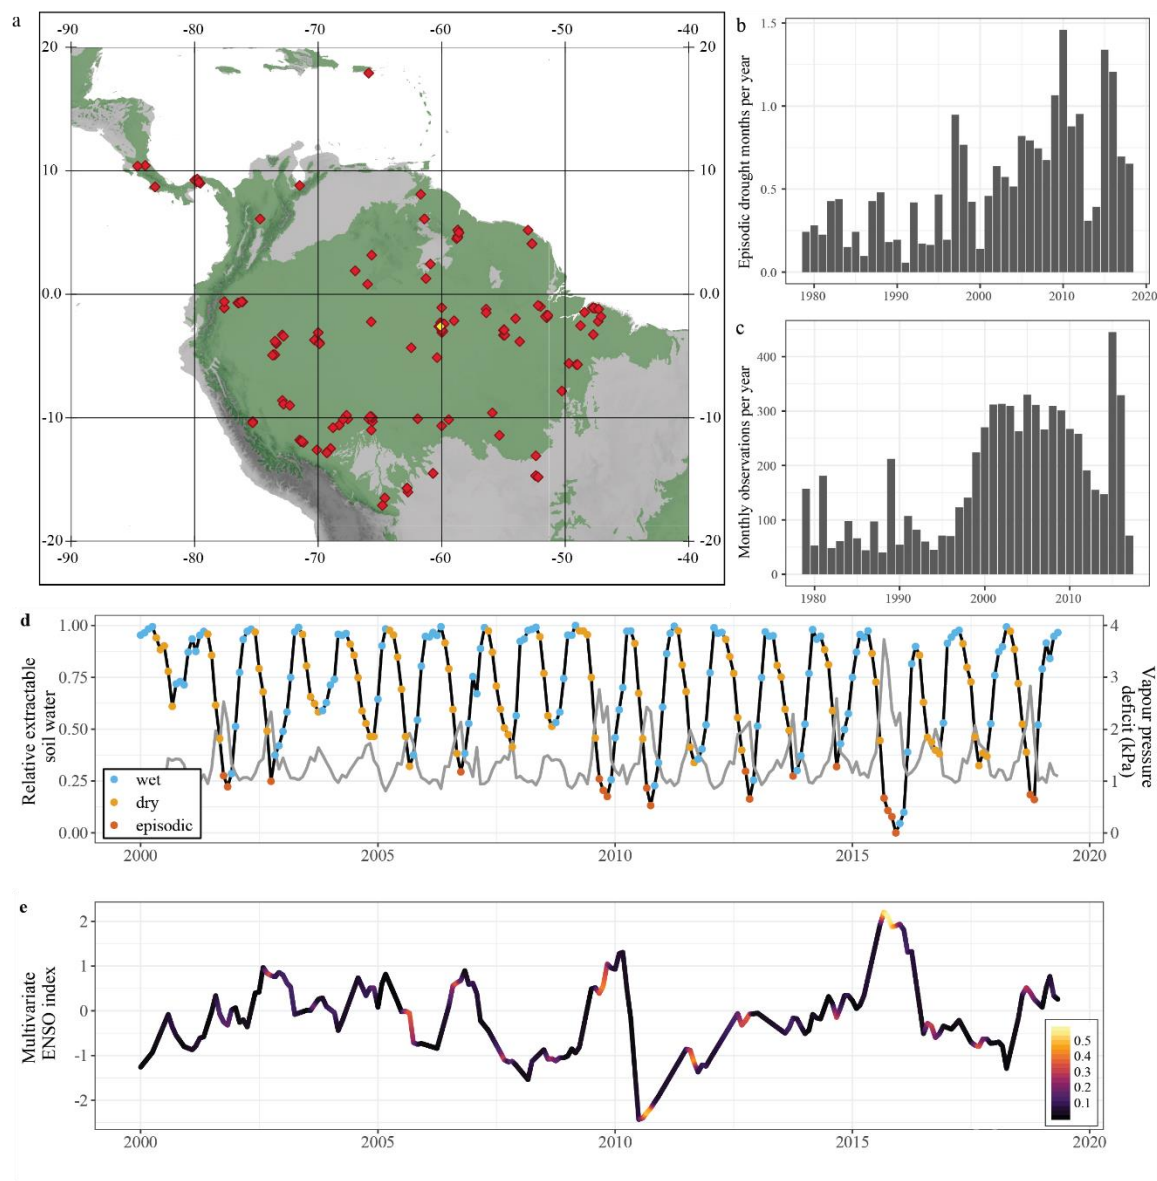 a
-90 -80 -70 -60 -50 -40
20 20
10 10
0.0 0.0
-10 -10
-20 -20
-90 -80 -70 -60 -50 -40
b
Episodic drought months per year
1.5
1.0
0.5
0.0
1980 1990 2000 2010 2020
c
Monthly observations per year
400
300
200
100
0
1980 1990 2000 2010
d
Relative extractable
soil water
1.00
0.75
0.50
0.25
0.00
wet
dry
episodic
4
3
2
1
0
Vapour pressure
deficit (kPa)
2000 2005 2010 2015 2020
e
Multivariate
ENSO index
2
1
0
-1
-2
0.5
0.4
0.3
0.2
0.1
2000 2005 2010 2015 2020